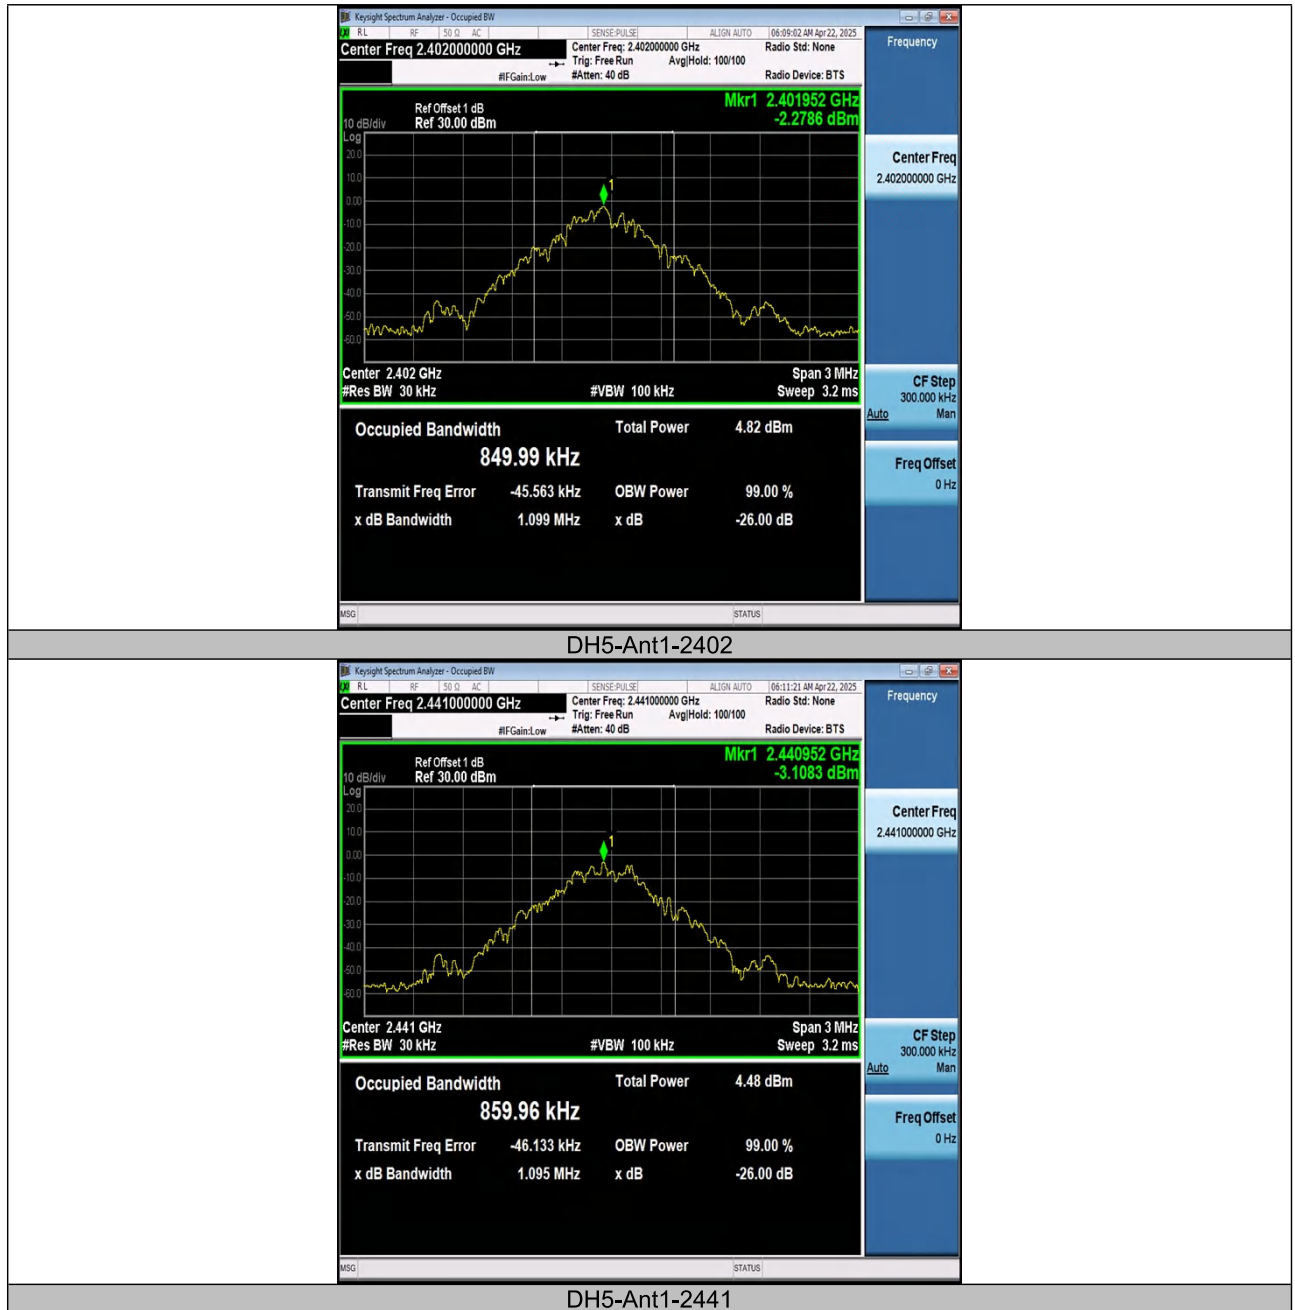 Keysight Spectrum Analyzer - Occupied BW
RL RF 50 Ω AC SENSE:PULSE ALIGN AUTO 06:09:02 AM Apr 22, 2025
Center Freq 2.402000000 GHz
Center Freq: 2.402000000 GHz
Radio Std: None
Trig: Free Run Avg|Hold: 100/100
#IFGain:Low #Atten: 40 dB Radio Device: BTS
Frequency
Mkr1 2.401952 GHz
-2.2786 dBm
Ref Offset 1 dB
10 dB/div Ref 30.00 dBm
Log
20.0
10.0
0.00
-10.0
-20.0
-30.0
-40.0
-50.0
-60.0
1
Center 2.402 GHz Span 3 MHz
#Res BW 30 kHz #VBW 100 kHz Sweep 3.2 ms
Center Freq
2.402000000 GHz
CF Step
300.000 kHz
Auto Man
Freq Offset
0 Hz
Occupied Bandwidth Total Power 4.82 dBm
849.99 kHz
Transmit Freq Error -45.563 kHz OBW Power 99.00 %
x dB Bandwidth 1.099 MHz x dB -26.00 dB
MSG STATUS
DH5-Ant1-2402
Keysight Spectrum Analyzer - Occupied BW
RL RF 50 Ω AC SENSE:PULSE ALIGN AUTO 06:11:21 AM Apr 22, 2025
Center Freq 2.441000000 GHz
Center Freq: 2.441000000 GHz
Radio Std: None
Trig: Free Run Avg|Hold: 100/100
#IFGain:Low #Atten: 40 dB Radio Device: BTS
Frequency
Mkr1 2.440952 GHz
-3.1083 dBm
Ref Offset 1 dB
10 dB/div Ref 30.00 dBm
Log
20.0
10.0
0.00
-10.0
-20.0
-30.0
-40.0
-50.0
-60.0
1
Center 2.441 GHz Span 3 MHz
#Res BW 30 kHz #VBW 100 kHz Sweep 3.2 ms
Center Freq
2.441000000 GHz
CF Step
300.000 kHz
Auto Man
Freq Offset
0 Hz
Occupied Bandwidth Total Power 4.48 dBm
859.96 kHz
Transmit Freq Error -46.133 kHz OBW Power 99.00 %
x dB Bandwidth 1.095 MHz x dB -26.00 dB
MSG STATUS
DH5-Ant1-2441